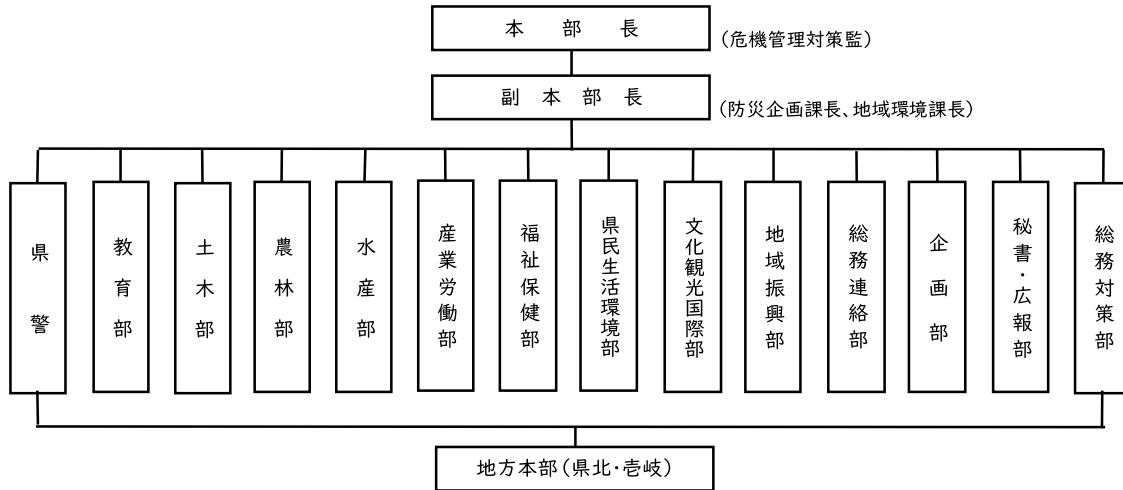 本部長
(危機管理対策監)
副本部長
(防災企画課長、地域環境課長)
県警
教育部
土木部
農林部
水産部
産業労働部
福祉保健部
県民生活環境部
文化観光国際部
地域振興部
総務連絡部
企画部
秘書・広報部
総務対策部
地方本部(県北・壱岐)